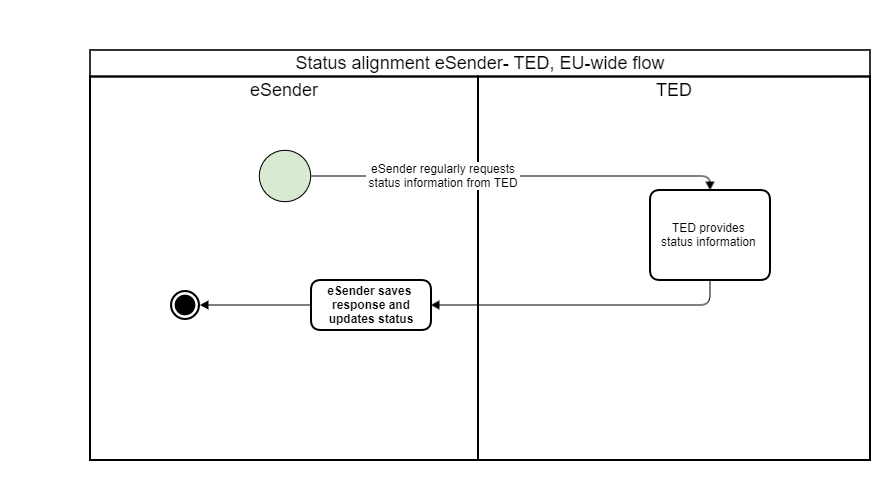 Status alignment eSender- TED, EU-wide flow
eSender
TED
eSender regularly requests
status information from TED
TED provides
status information
eSender saves
response and
updates status